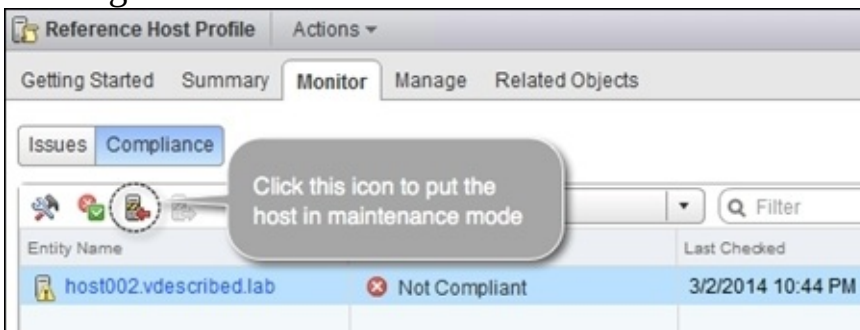 Reference Host Profile Actions
Getting Started Summary Monitor Manage Related Objects
Issues Compliance
Click this icon to put the
host in maintenance mode
Filter
Entity Name Last Checked
host002.vdescribed.lab Not Compliant 3/2/2014 10:44 PM